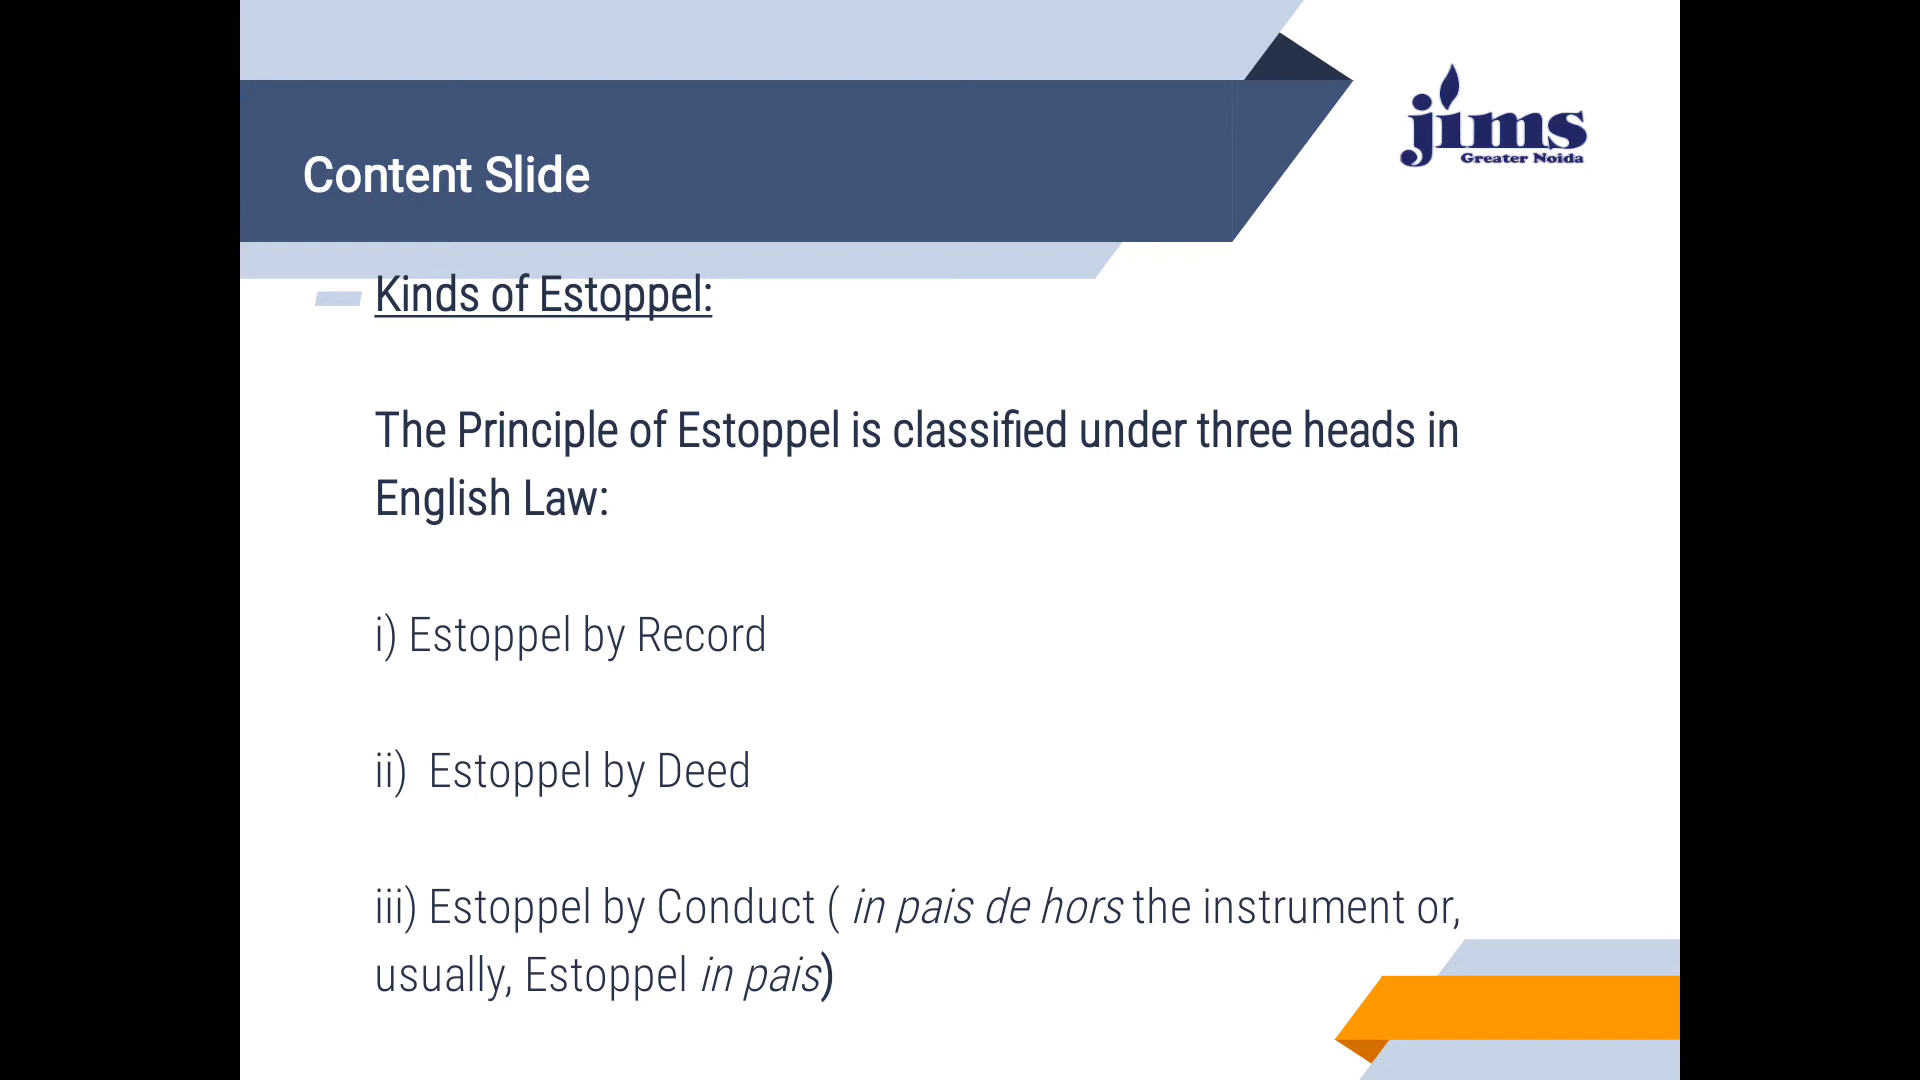 jims
Greater Noida
Content Slide
Kinds of Estoppel:
The Principle of Estoppel is classified under three heads in
English Law:
i) Estoppel by Record
ii) Estoppel by Deed
iii) Estoppel by Conduct ( in pais de hors the instrument or,
usually, Estoppel in pais)